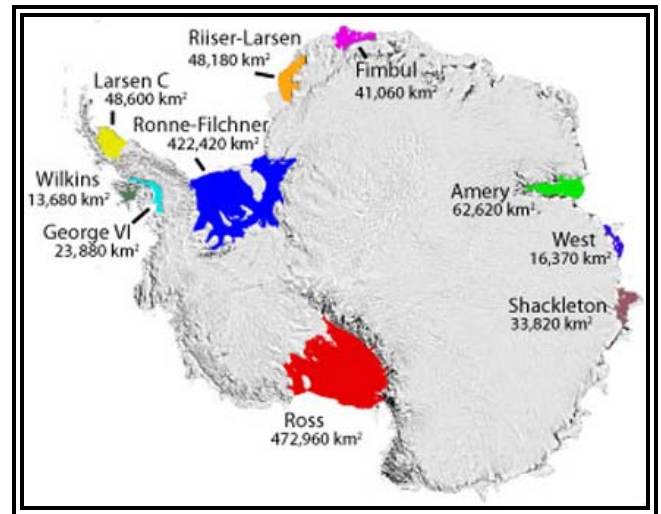 Riiser-Larsen
48,180 km²
Fimbul
41,060 km²
Larsen C
48,600 km²
Ronne-Filchner
422,420 km²
Wilkins
13,680 km²
George VI
23,880 km²
Amery
62,620 km²
West
16,370 km²
Shackleton
33,820 km²
Ross
472,960 km²